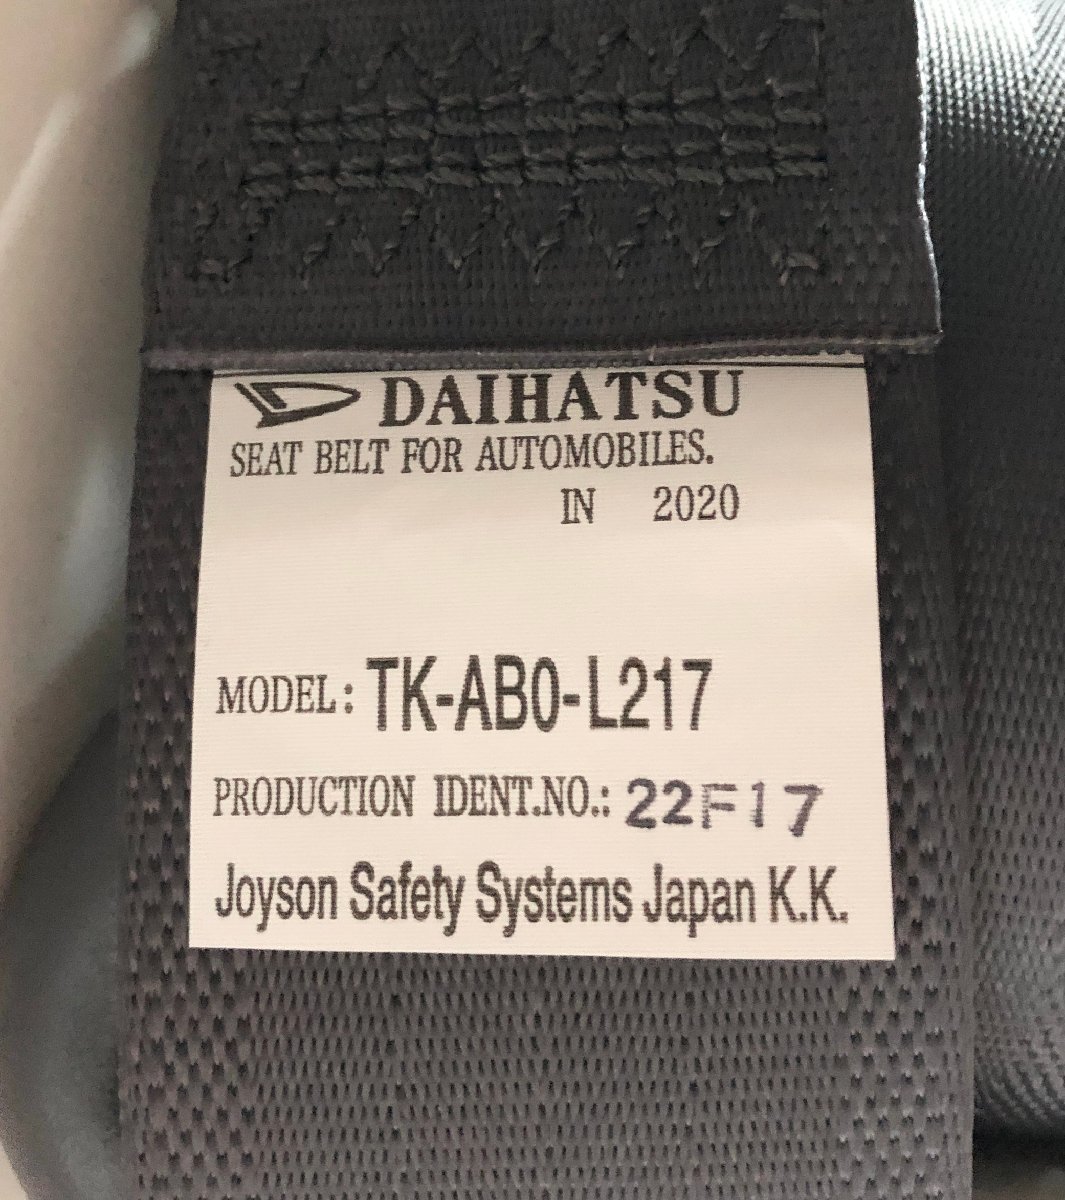 DAIHATSU
SEAT BELT FOR AUTOMOBILES.
IN 2020
MODEL: TK-AB0-L217
PRODUCTION IDENT.NO.: 22F17
Joyson Safety Systems Japan K.K.